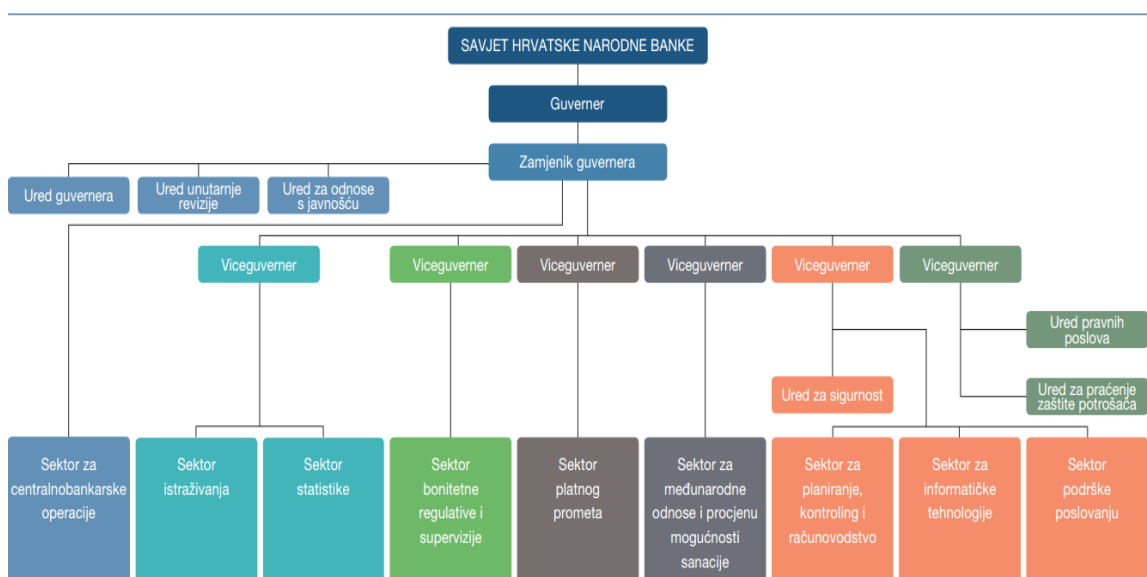 SAVJET HRVATSKE NARODNE BANKE
Guverner
Zamjenik guvernera
Ured guvernera
Ured unutarnje
revizije
Ured za odnose
s javnošću
Viceguverner
Viceguverner
Viceguverner
Viceguverner
Viceguverner
Viceguverner
Ured pravnih
poslova
Ured za sigurnost
Ured za praćenje
zaštite potrošača
Sektor za
centralnobankarske
operacije
Sektor
istraživanja
Sektor
statistike
Sektor
bonitetne
regulative i
supervizije
Sektor
platnog
prometa
Sektor za
međunarodne
odnose i procjenu
mogućnosti
sanacije
Sektor za
planiranje,
kontroling i
računovodstvo
Sektor za
informatičke
tehnologije
Sektor
podrške
poslovanju